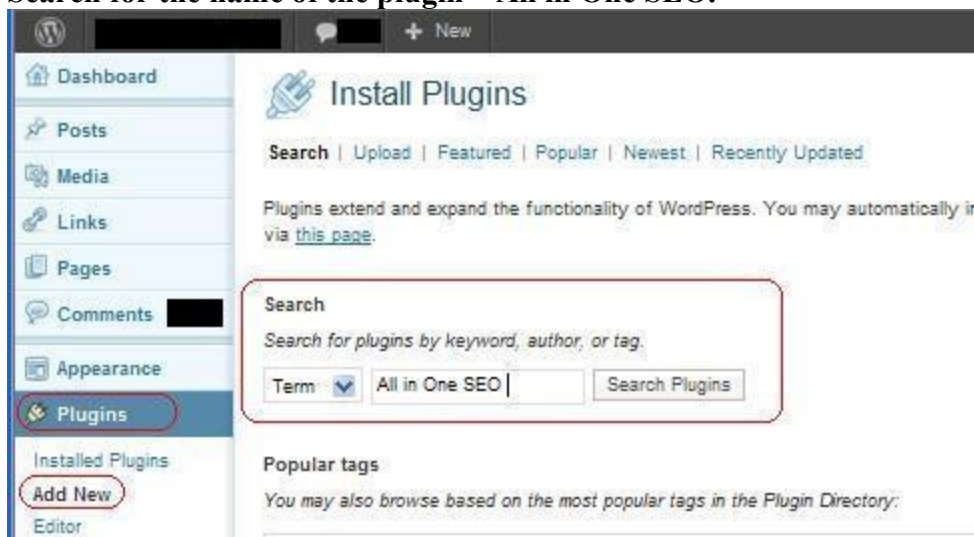 Search for the name of the plugin – All in One SEO.
+ New
Dashboard
Posts
Media
Links
Pages
Comments
Appearance
Plugins
Installed Plugins
Add New
Editor
Install Plugins
Search | Upload | Featured | Popular | Newest | Recently Updated
Plugins extend and expand the functionality of WordPress. You may automatically
via this page.
Search
Search for plugins by keyword, author, or tag.
Term All in One SEO Search Plugins
Popular tags
You may also browse based on the most popular tags in the Plugin Directory: